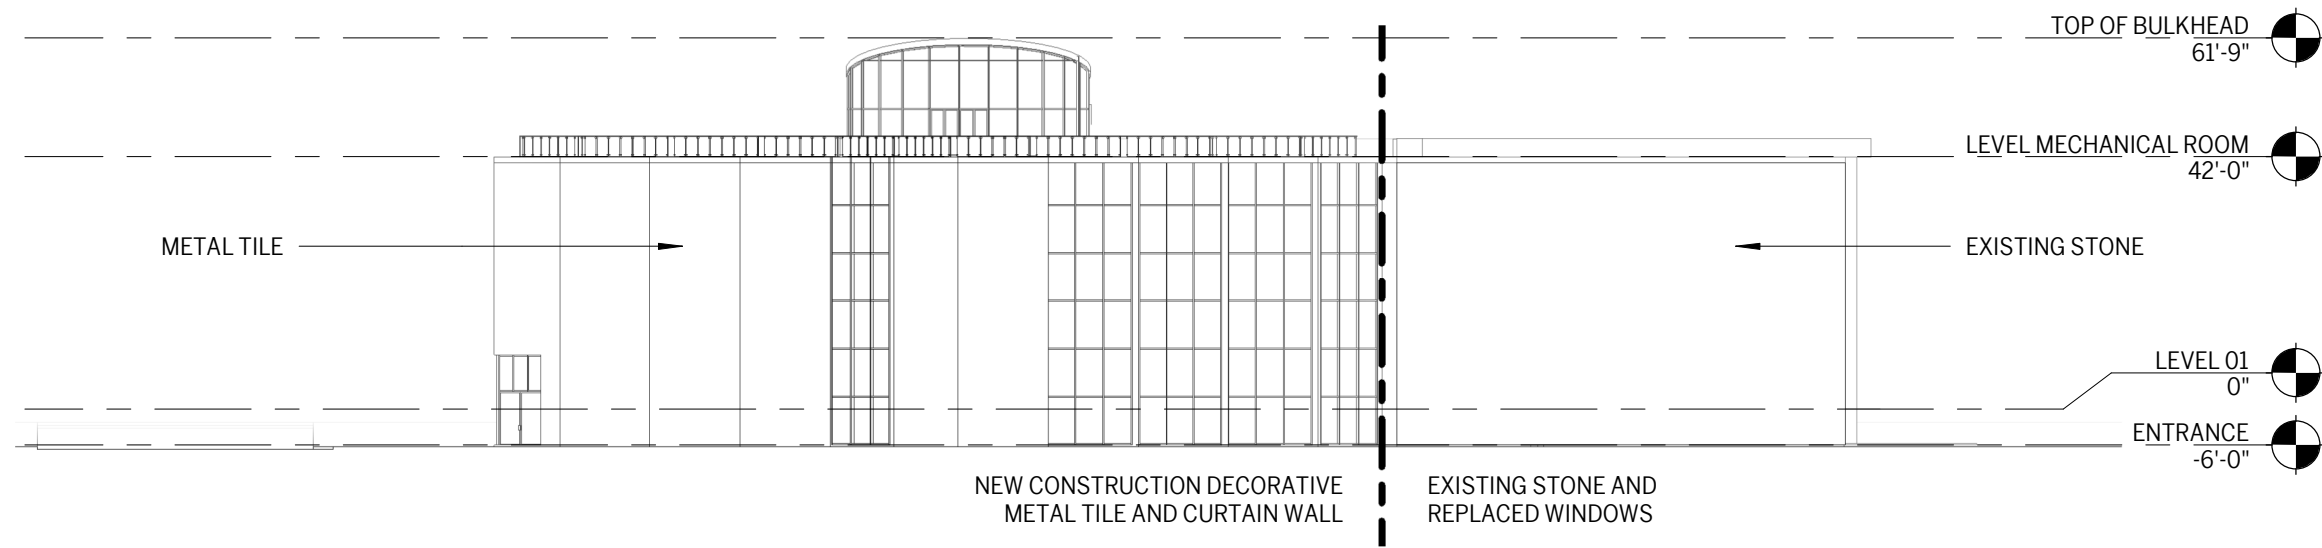 TOP OF BULKHEAD
61'-9"
LEVEL MECHANICAL ROOM
42'-0"
METAL TILE
EXISTING STONE
LEVEL 01
0"
ENTRANCE
-6'-0"
NEW CONSTRUCTION DECORATIVE
METAL TILE AND CURTAIN WALL
EXISTING STONE AND
REPLACED WINDOWS